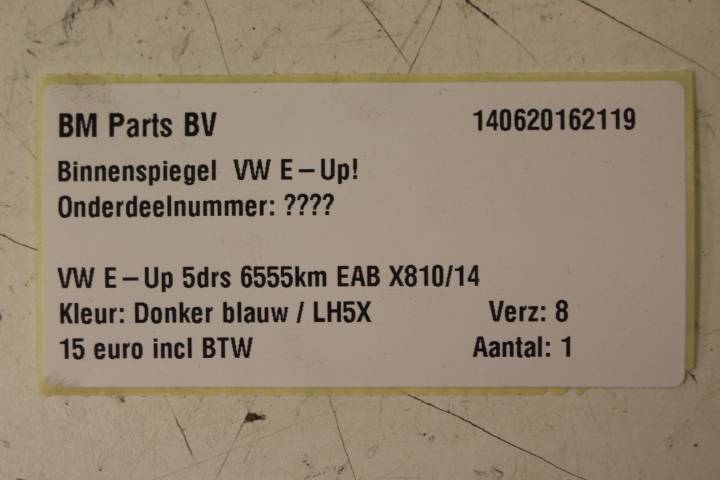 BM Parts BV 140620162119
Binnenspiegel VW E-Up!
Onderdeelnummer: ????
VW E-Up 5drs 6555km EAB X810/14
Kleur: Donker blauw / LH5X Verz: 8
15 euro incl BTW Aantal: 1